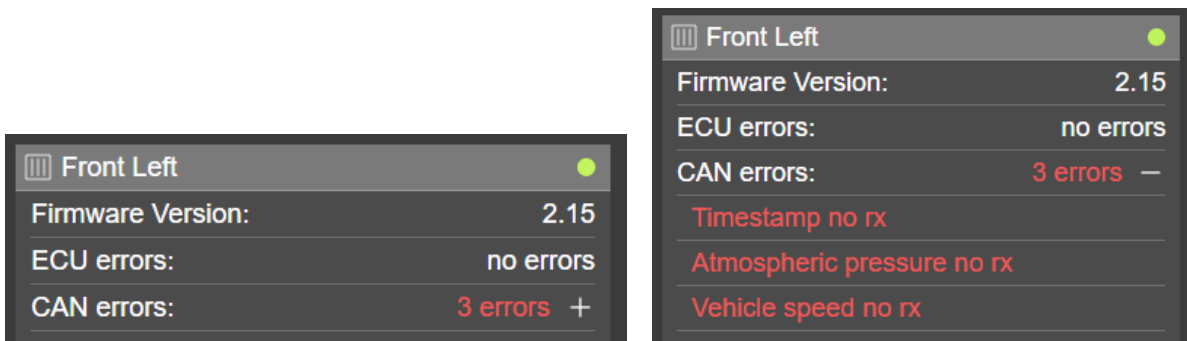 Front Left
Firmware Version: 2.15
ECU errors: no errors
CAN errors: 3 errors +
Front Left
Firmware Version: 2.15
ECU errors: no errors
CAN errors: 3 errors −
Timestamp no rx
Atmospheric pressure no rx
Vehicle speed no rx